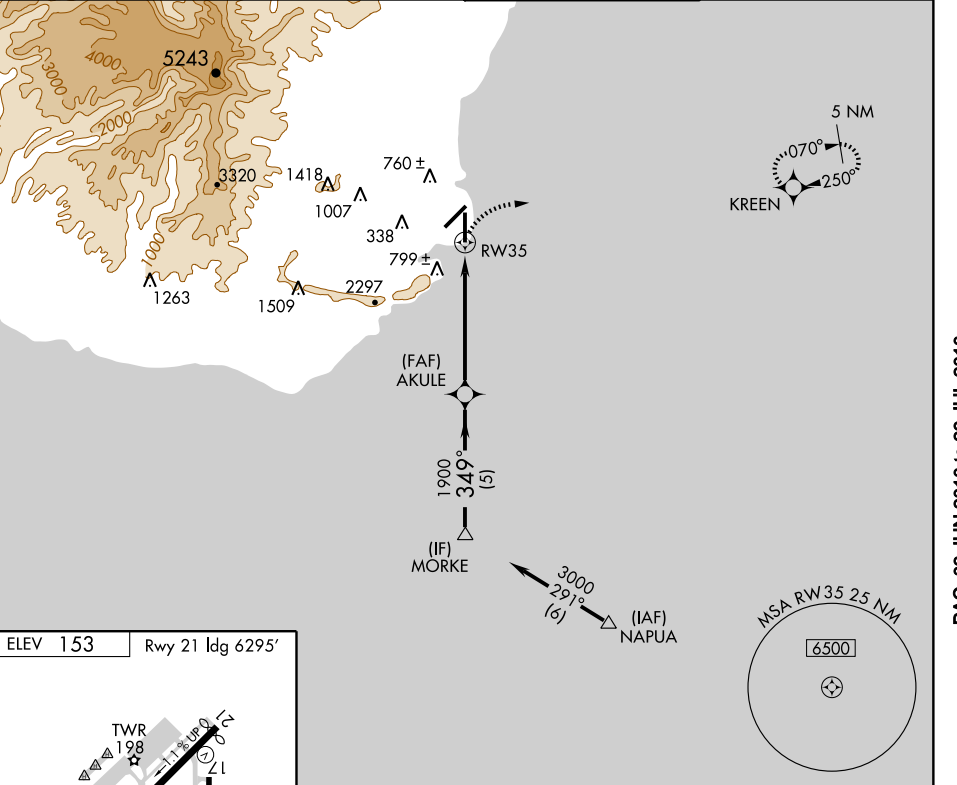 5243
4000
3000
2000
1000
3320
1418
1007
760 ±
338
799 ±
1263
1509
2297
RW35
5 NM
070°
250°
KREEN
(FAF)
AKULE
1900
349°
(5)
(IF)
MORKE
3000
291°
(6)
(IAF)
NAPUA
MSA RW35 25 NM
6500
ELEV 153
Rwy 21 ldg 6295'
TWR
198
1.1% UP
21
17
V